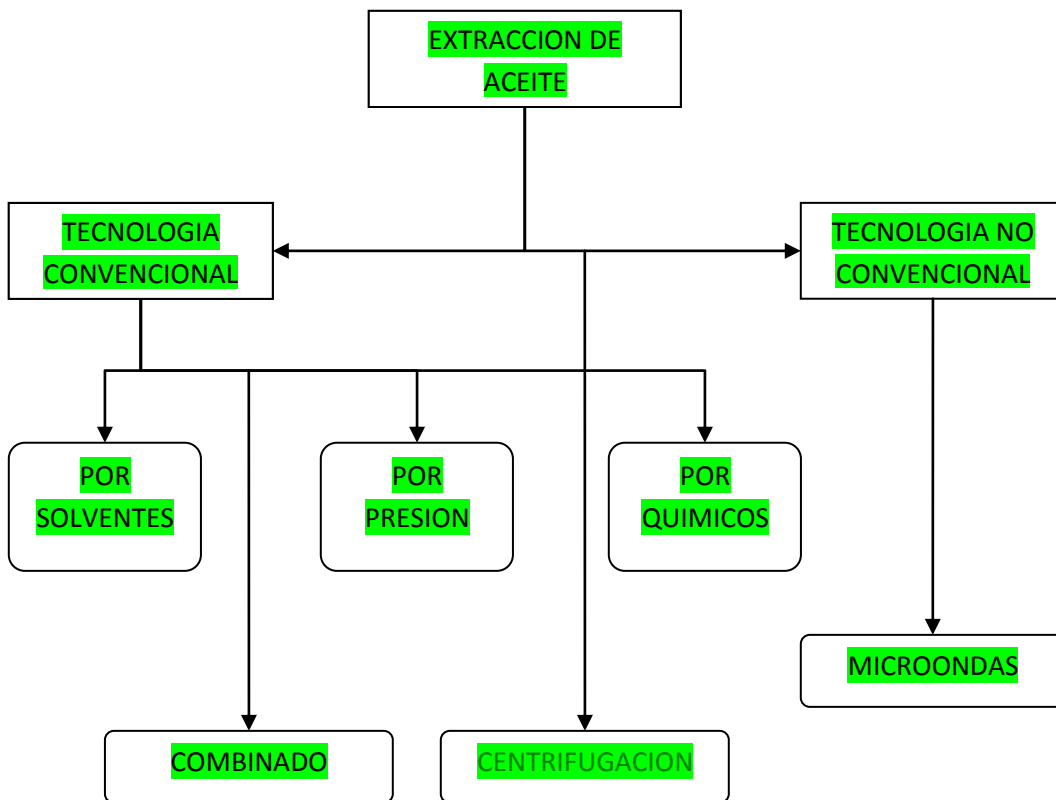 EXTRACCION DE
ACEITE
TECNOLOGIA
CONVENCIONAL
TECNOLOGIA NO
CONVENCIONAL
POR
SOLVENTES
POR
PRESION
POR
QUIMICOS
MICROONDAS
COMBINADO
CENTRIFUGACION